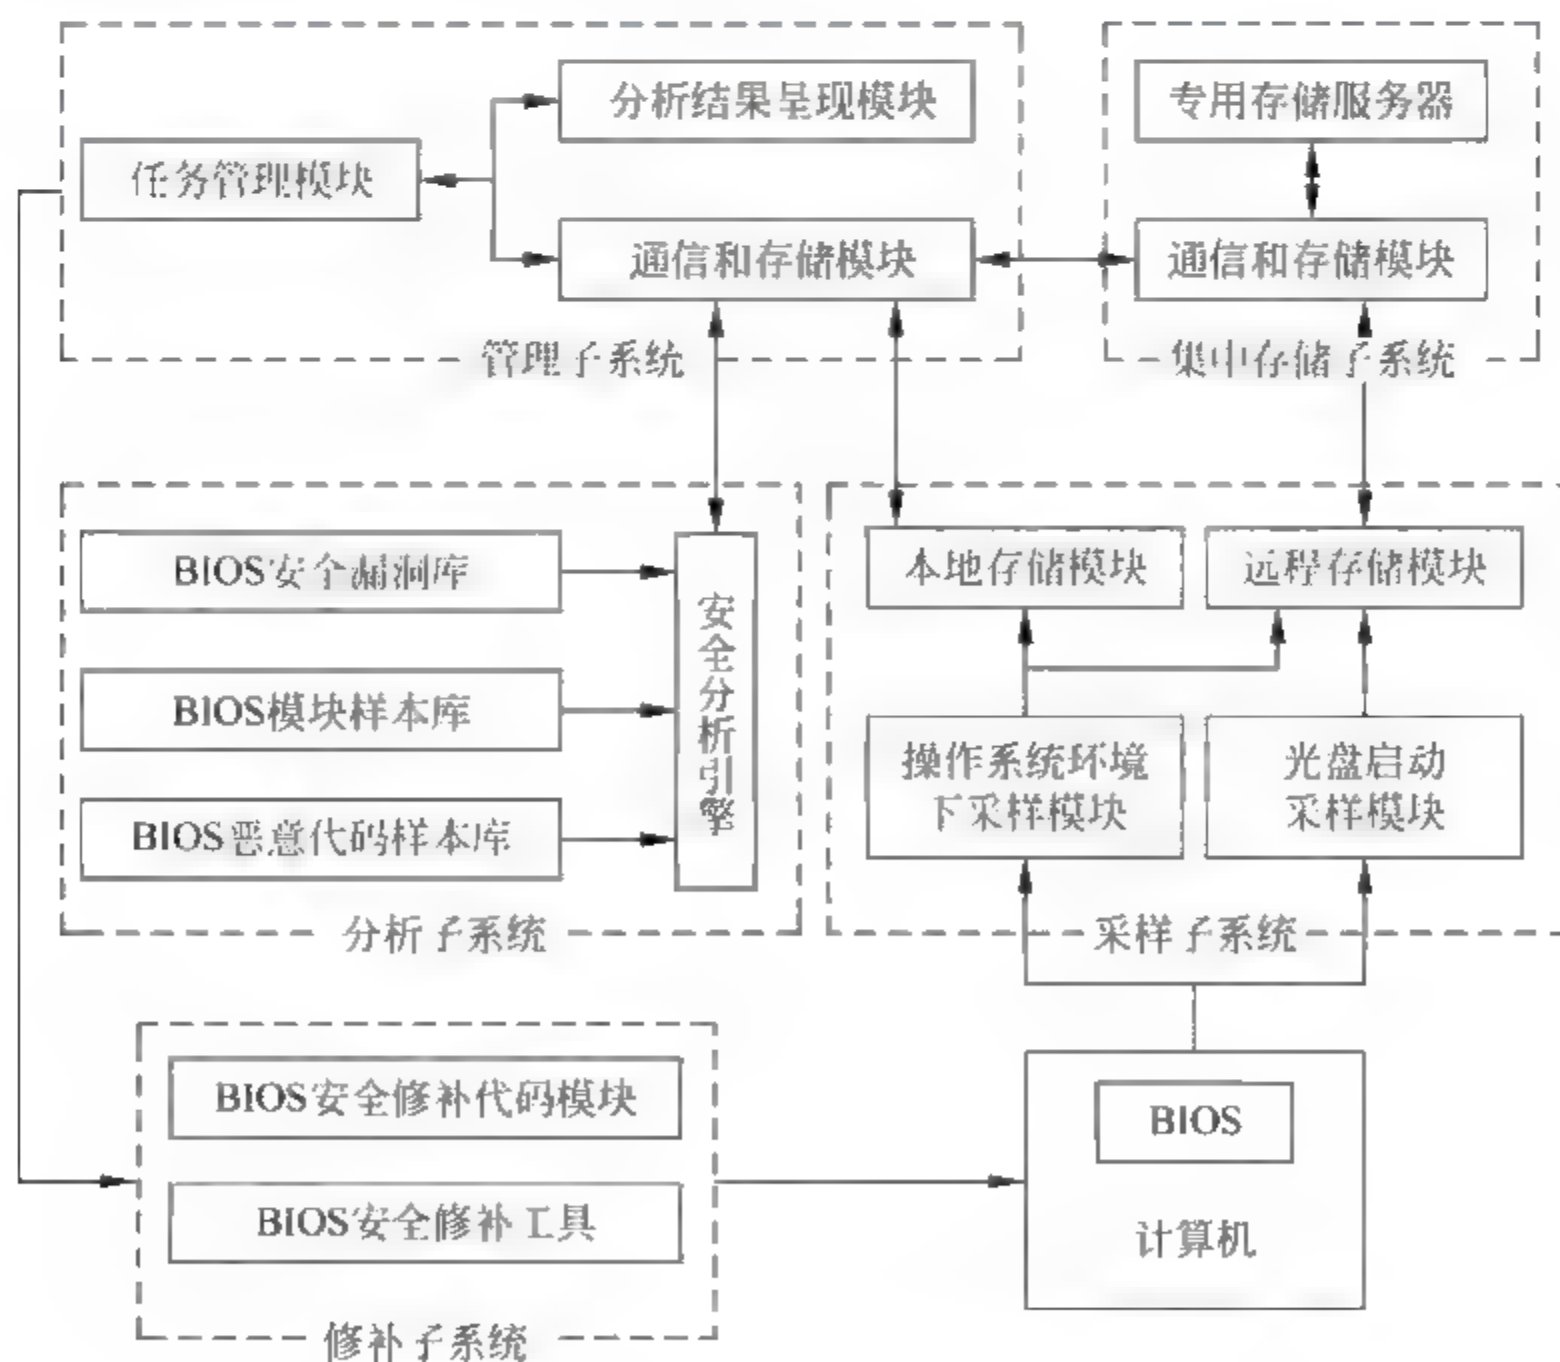 分析结果呈现模块
任务管理模块
通信和存储模块
管理子系统
专用存储服务器
通信和存储模块
集中存储子系统
BIOS安全漏洞库
BIOS模块样本库
BIOS恶意代码样本库
安全分析引擎
分析子系统
本地存储模块
远程存储模块
操作系统环境
下采样模块
光盘启动
采样模块
采样子系统
BIOS安全修补代码模块
BIOS安全修补工具
修补子系统
BIOS
计算机